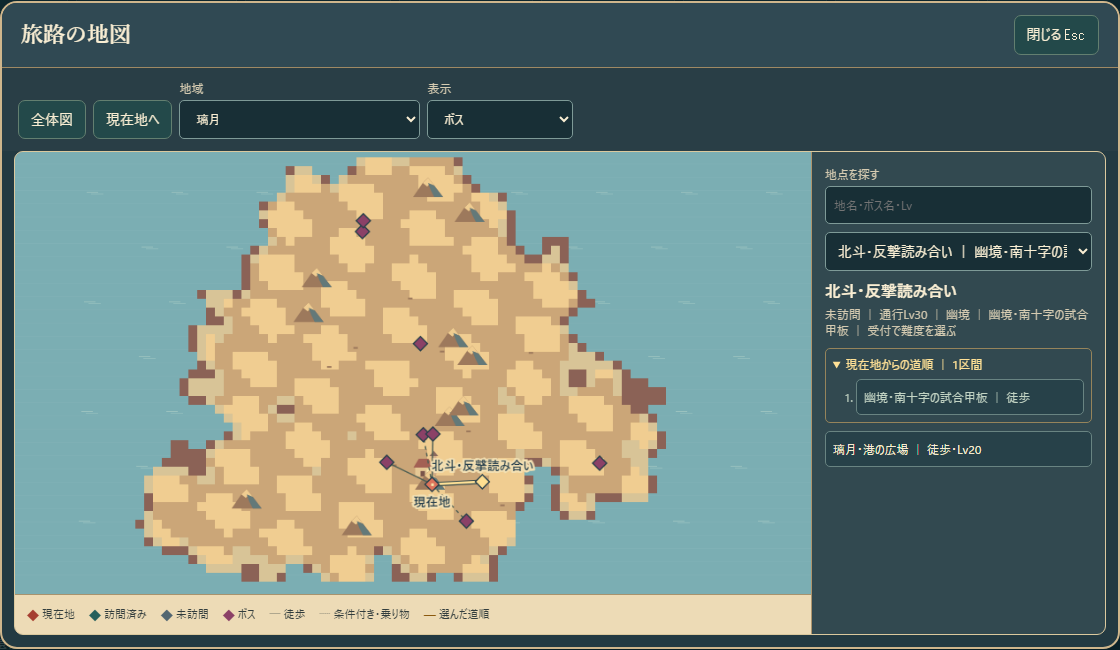 旅路の地図
閉じる Esc
地域
表示
全体図
現在地へ
璃月
ボス
地点を探す
地名・ボス名・Lv
北斗・反撃読み合い ｜ 幽境・南十字の
北斗・反撃読み合い
未訪問 ｜ 通行Lv30 ｜ 幽境 ｜ 幽境・南十字の試合
甲板 ｜ 受付で難度を選ぶ
▼ 現在地からの道順 ｜ 1区間
1. 幽境・南十字の試合甲板 ｜ 徒歩
璃月・港の広場 ｜ 徒歩・Lv20
北斗・反撃読み合い
現在地
現在地 訪問済み 未訪問 ボス 徒歩 条件付き・乗り物 選んだ道順